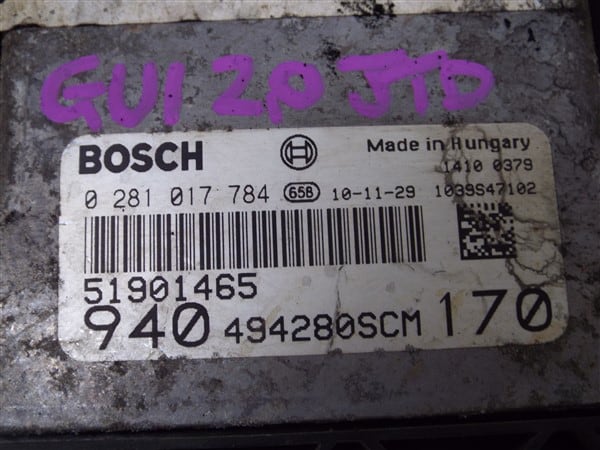 GUI 2P JTD
BOSCH Made in Hungary
1410 0379
0 281 017 784 65B 10-11-29 1039S47102
51901465
940 494280SCM 170